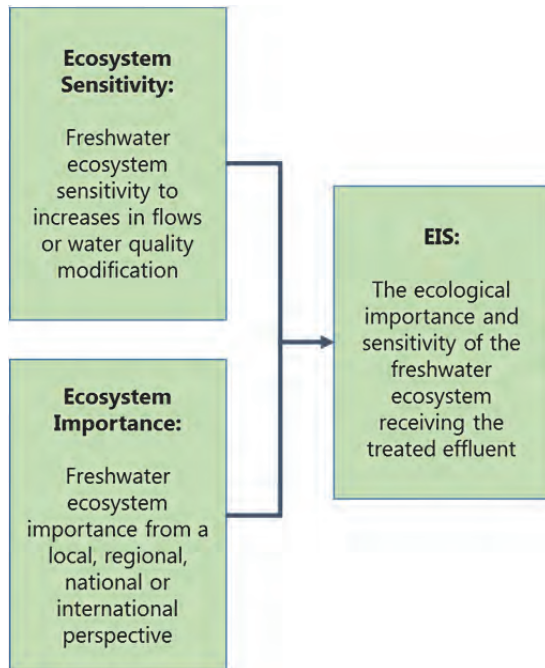 Ecosystem
Sensitivity:
Freshwater
ecosystem
sensitivity to
increases in flows
or water quality
modification
Ecosystem
Importance:
Freshwater
ecosystem
importance from a
local, regional,
national or
international
perspective
EIS:
The ecological
importance and
sensitivity of the
freshwater
ecosystem
receiving the
treated effluent